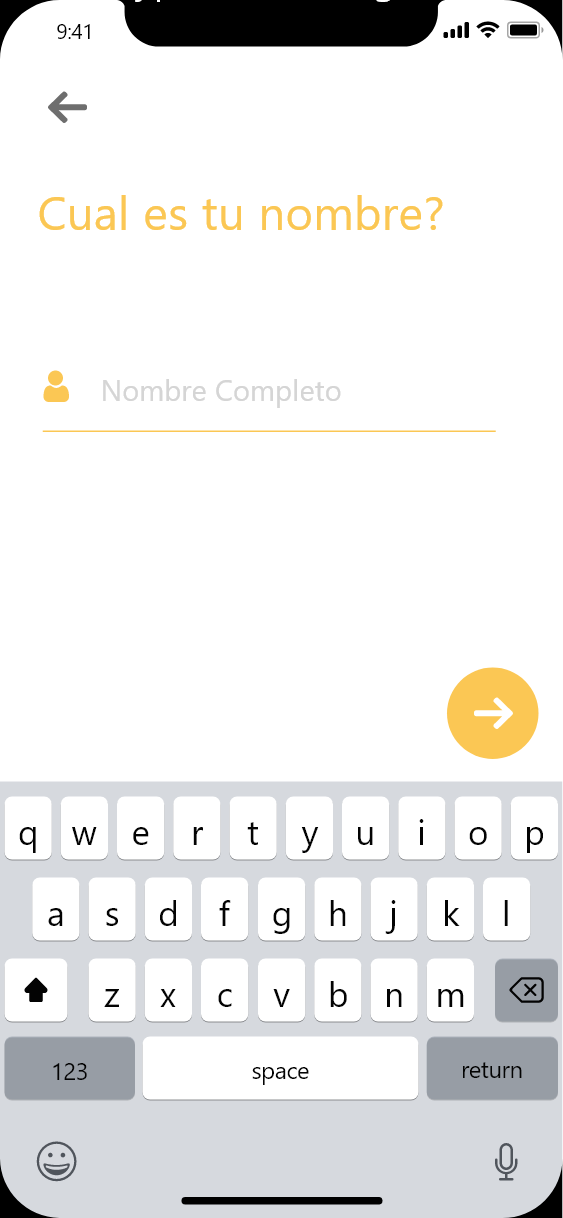 9:41
Cual es tu nombre?
Nombre Completo
q w e r t y u i o p
a s d f g h j k l
z x c v b n m
123 space return